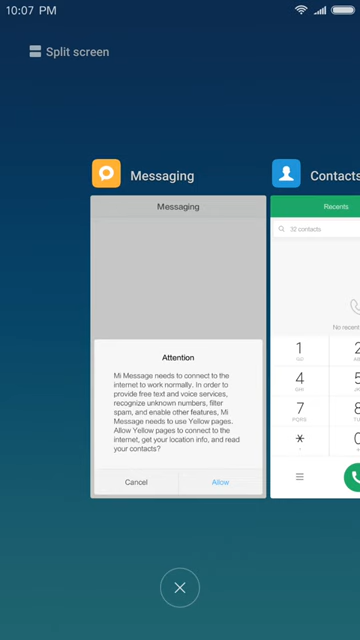 10:07 PM
Split screen
Messaging
Contacts
Messaging
Recents
32 contacts
No recent
Attention
Mi Message needs to connect to the
internet to work normally. In order to
provide free text and voice services,
recognize unknown numbers, filter
spam, and enable other features, Mi
Message needs to use Yellow pages.
Allow Yellow pages to connect to the
internet, get your location info, and read
your contacts?
Cancel
Allow
1
2
GG
4
5
GHI
7
8
PQRS
*
0